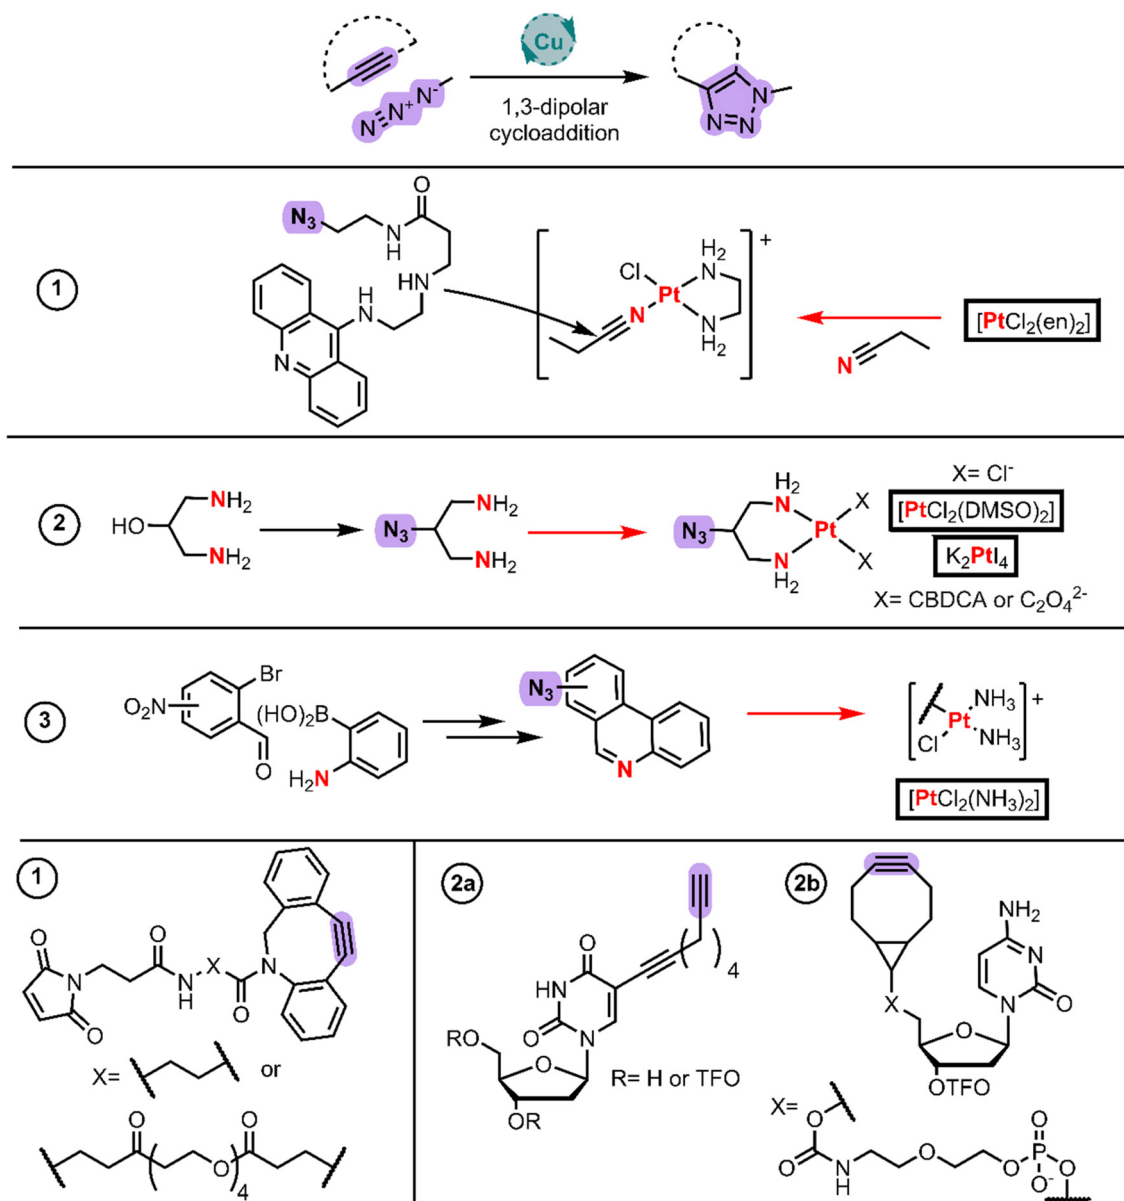 Cu
N≡N⁺ N⁻
1,3-dipolar
cycloaddition
N
N=N
1
N₃
O
N
H
HN
H
N
N
Cl
H₂
N
Pt
N
N
H₂
+
N
[PtCl₂(en)₂]
2
HO
NH₂
NH₂
N₃
NH₂
NH₂
N₃
H₂
N
N
H₂
Pt
X
X
X= Cl⁻
[PtCl₂(DMSO)₂]
K₂PtI₄
X= CBDCA or C₂O₄²⁻
3
O₂N
Br
O
(HO)₂B
H₂N
N₃
N
Pt
NH₃
NH₃
Cl
+
[PtCl₂(NH₃)₂]
1
O
N
O
O
N
H
X
O
N
X=
or
O
O
O
4
2a
4
O
HN
O
N
RO
O
OR
R= H or TFO
2b
NH₂
N
N
O
X
O
OTFO
X=
O
O
N
H
O
O
O
P
O⁻
O